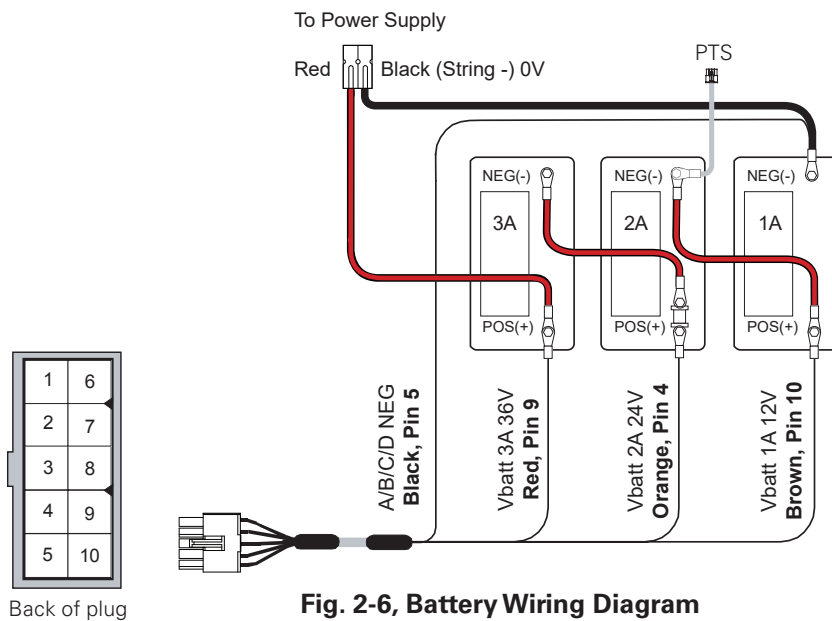 To Power Supply
Red
Black (String -) 0V
PTS
NEG(-)
3A
POS(+)
NEG(-)
2A
POS(+)
NEG(-)
1A
POS(+)
A/B/C/D NEG
Black, Pin 5
Vbatt 3A 36V
Red, Pin 9
Vbatt 2A 24V
Orange, Pin 4
Vbatt 1A 12V
Brown, Pin 10
1 6
2 7
3 8
4 9
5 10
Back of plug
Fig. 2-6, Battery Wiring Diagram